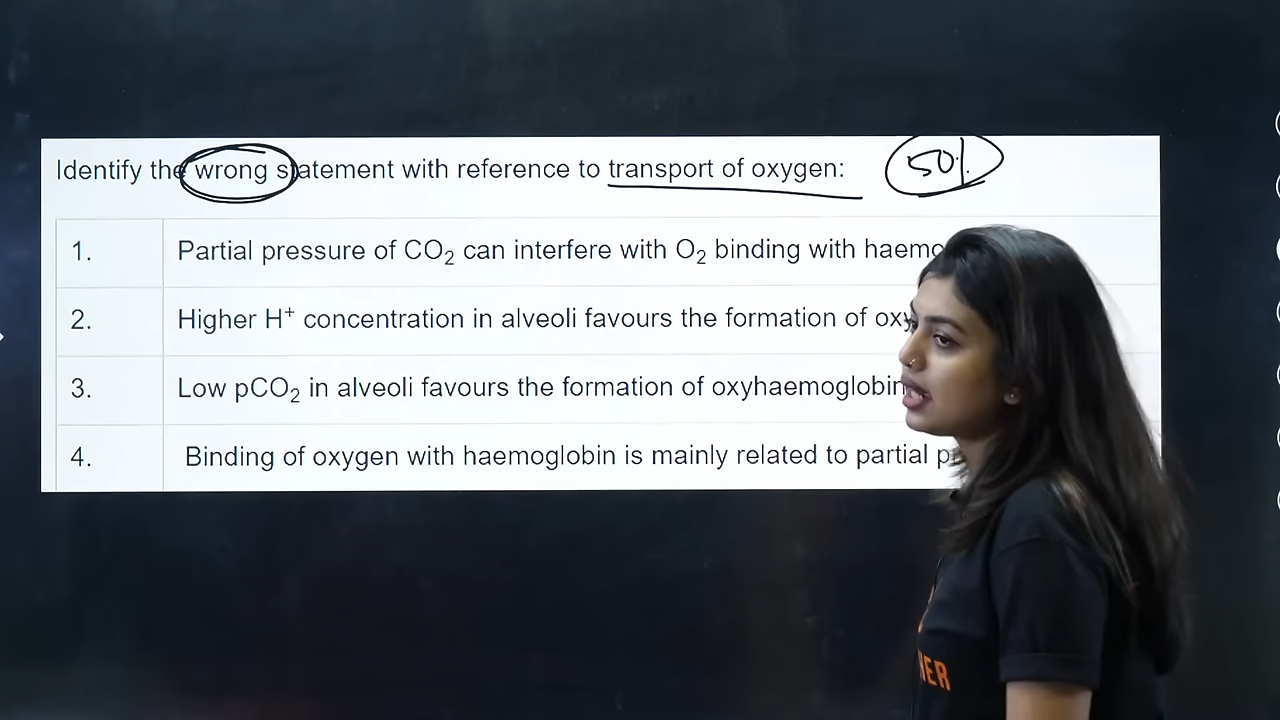 Identify the wrong statement with reference to transport of oxygen: 50%
1. Partial pressure of CO₂ can interfere with O₂ binding with haemo
2. Higher H⁺ concentration in alveoli favours the formation of oxy
3. Low pCO₂ in alveoli favours the formation of oxyhaemoglobin
4. Binding of oxygen with haemoglobin is mainly related to partial p